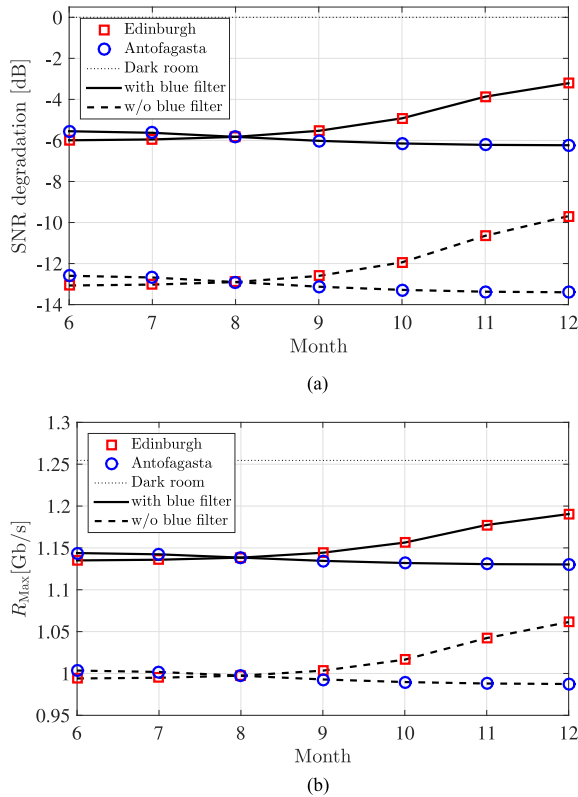 0
-2
-4
-6
-8
-10
-12
-14
SNR degradation [dB]
Edinburgh
Antofagasta
Dark room
with blue filter
w/o blue filter
6 7 8 9 10 11 12
Month
(a)
1.3
1.25
1.2
1.15
1.1
1.05
1
0.95
R_Max[Gb/s]
Edinburgh
Antofagasta
Dark room
with blue filter
w/o blue filter
6 7 8 9 10 11 12
Month
(b)